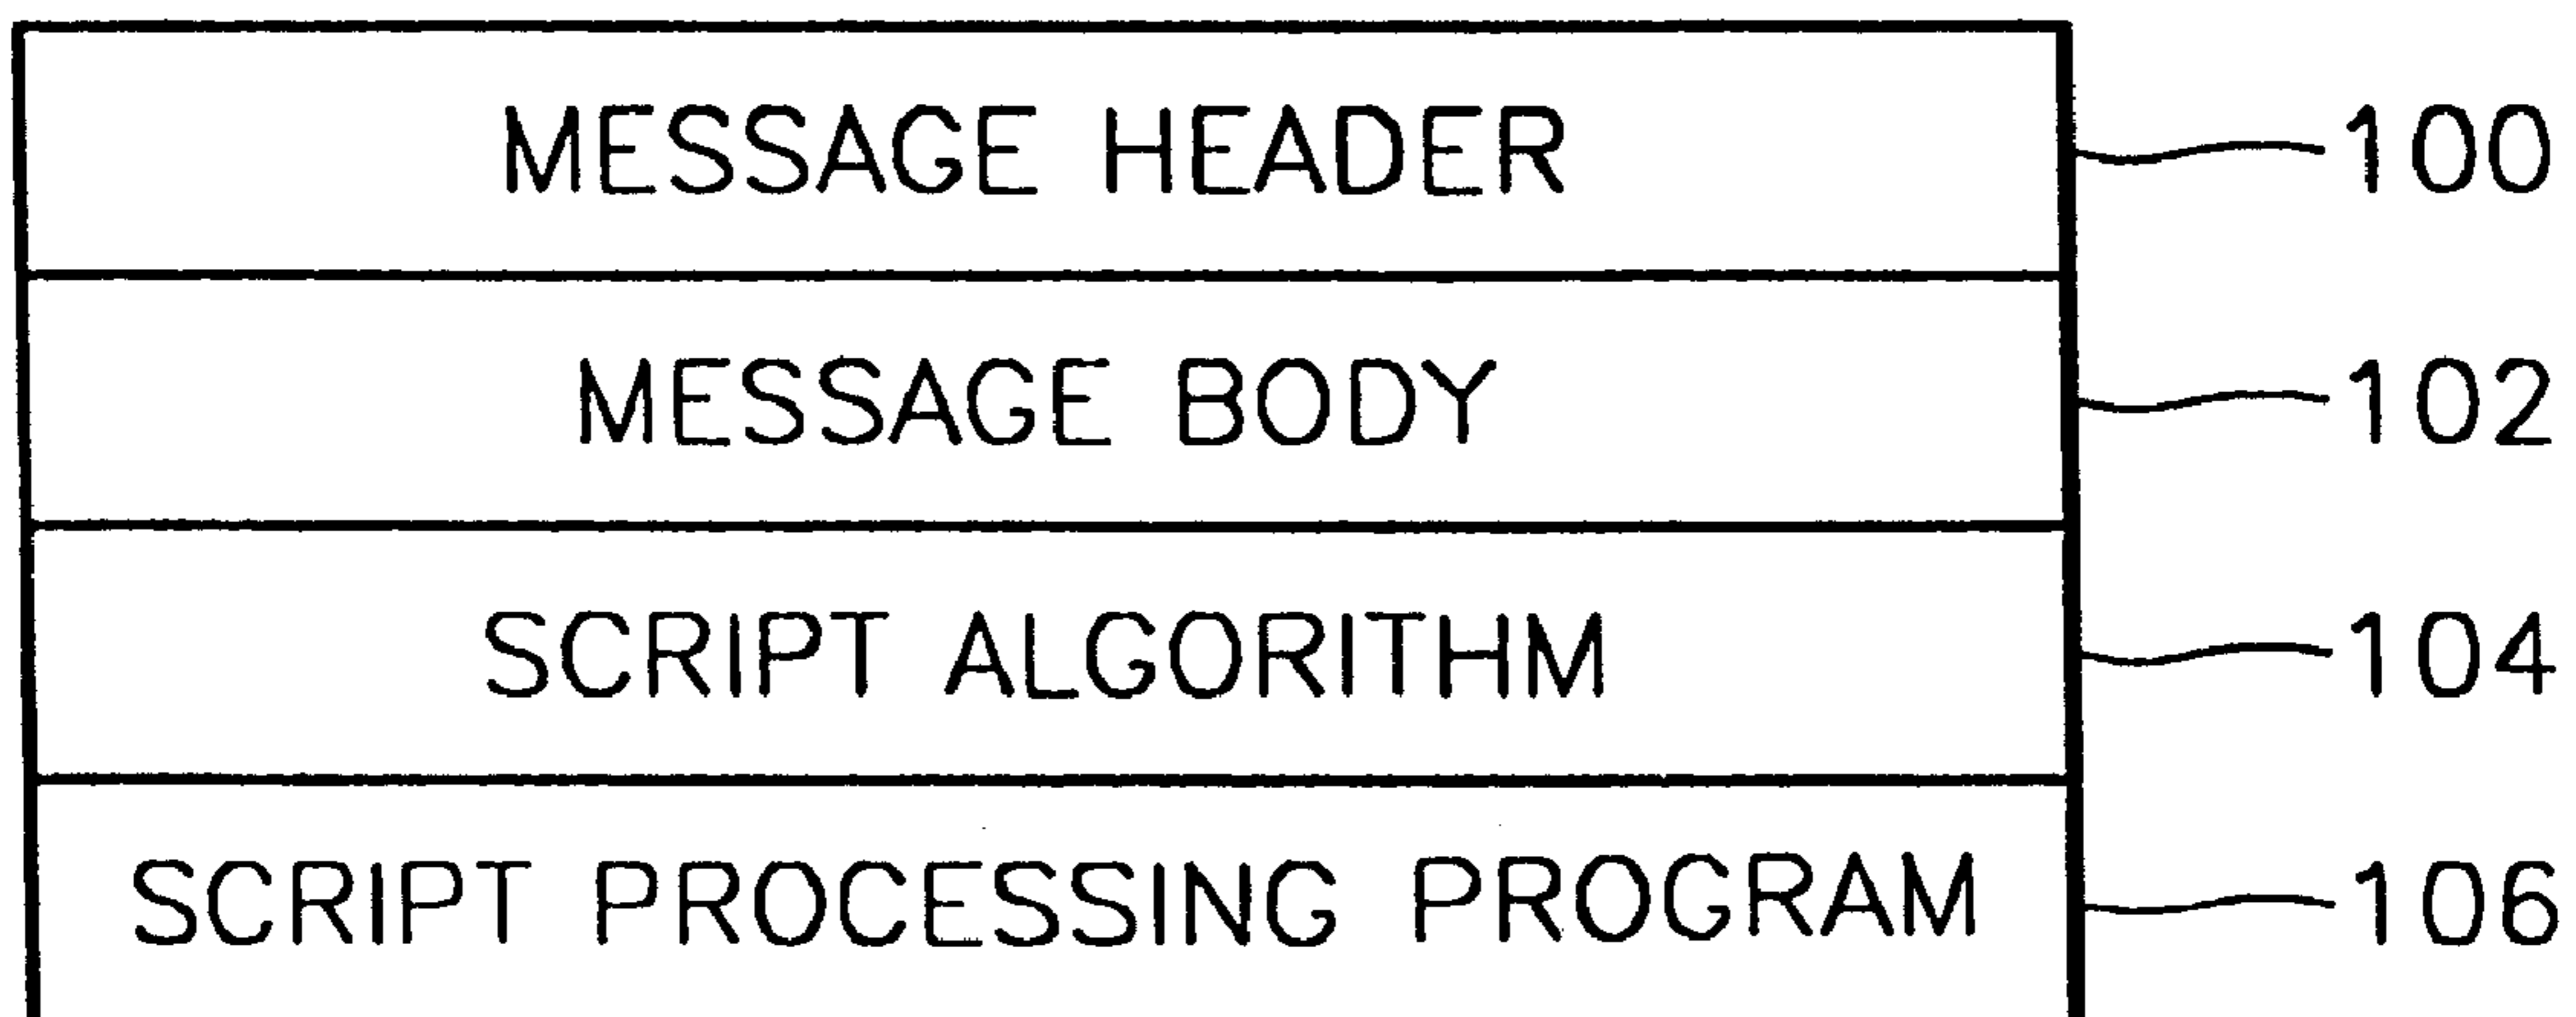 MESSAGE HEADER 100
MESSAGE BODY 102
SCRIPT ALGORITHM 104
SCRIPT PROCESSING PROGRAM 106